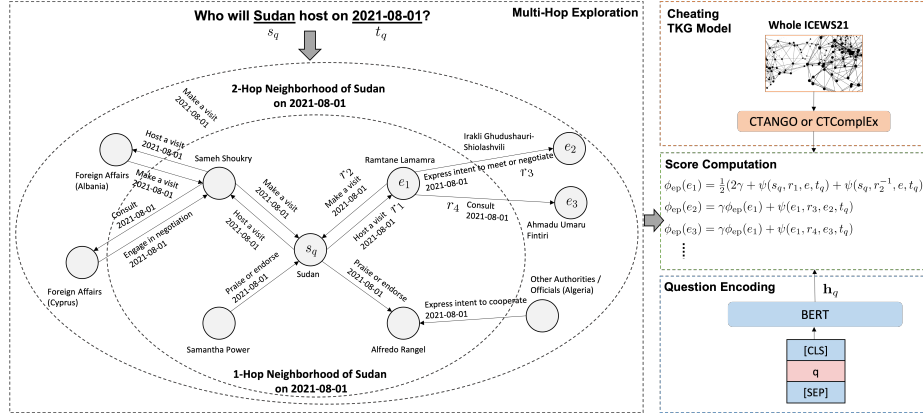 Who will Sudan host on 2021-08-01?
s_q t_q
Multi-Hop Exploration
2-Hop Neighborhood of Sudan
on 2021-08-01
Make a visit
2021-08-01
Host a visit
2021-08-01
Make a visit
2021-08-01
Foreign Affairs
(Albania)
Sameh Shoukry
Consult
2021-08-01
Engage in negotiation
2021-08-01
Foreign Affairs
(Cyprus)
Make a visit
2021-08-01
Host a visit
2021-08-01
s_q
Sudan
r_2
Make a visit
2021-08-01
r_1
Host a visit
2021-08-01
Ramtane Lamamra
e_1
Irakli Ghudushauri-
Shiolashvili
e_2
Express intent to meet or negotiate
2021-08-01
r_3
r_4
Consult
2021-08-01
e_3
Ahmadu Umaru
Fintiri
Praise or endorse
2021-08-01
Samantha Power
Praise or endorse
2021-08-01
Alfredo Rangel
Express intent to cooperate
2021-08-01
Other Authorities /
Officials (Algeria)
1-Hop Neighborhood of Sudan
on 2021-08-01
Cheating
TKG Model
Whole ICEWS21
CTANGO or CTComplEx
Score Computation
ϕ_ep(e_1) = 1/2(2γ + ψ(s_q, r_1, e, t_q) + ψ(s_q, r_2^{-1}, e, t_q)
ϕ_ep(e_2) = γϕ_ep(e_1) + ψ(e_1, r_3, e_2, t_q)
ϕ_ep(e_3) = γϕ_ep(e_1) + ψ(e_1, r_4, e_3, t_q)
⋮
Question Encoding
h_q
BERT
[CLS]
q
[SEP]